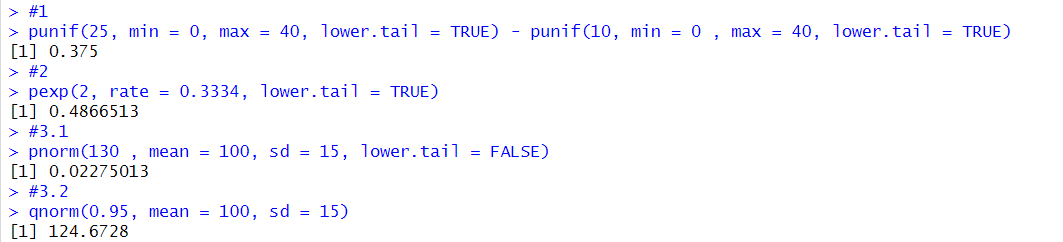 > #1
> punif(25, min = 0, max = 40, lower.tail = TRUE) - punif(10, min = 0 , max = 40, lower.tail = TRUE)
[1] 0.375
> #2
> pexp(2, rate = 0.3334, lower.tail = TRUE)
[1] 0.4866513
> #3.1
> pnorm(130 , mean = 100, sd = 15, lower.tail = FALSE)
[1] 0.02275013
> #3.2
> qnorm(0.95, mean = 100, sd = 15)
[1] 124.6728